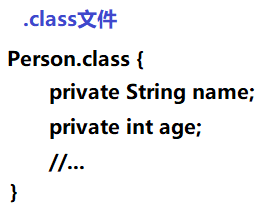 .class文件
Person.class {
private String name;
private int age;
//...
}